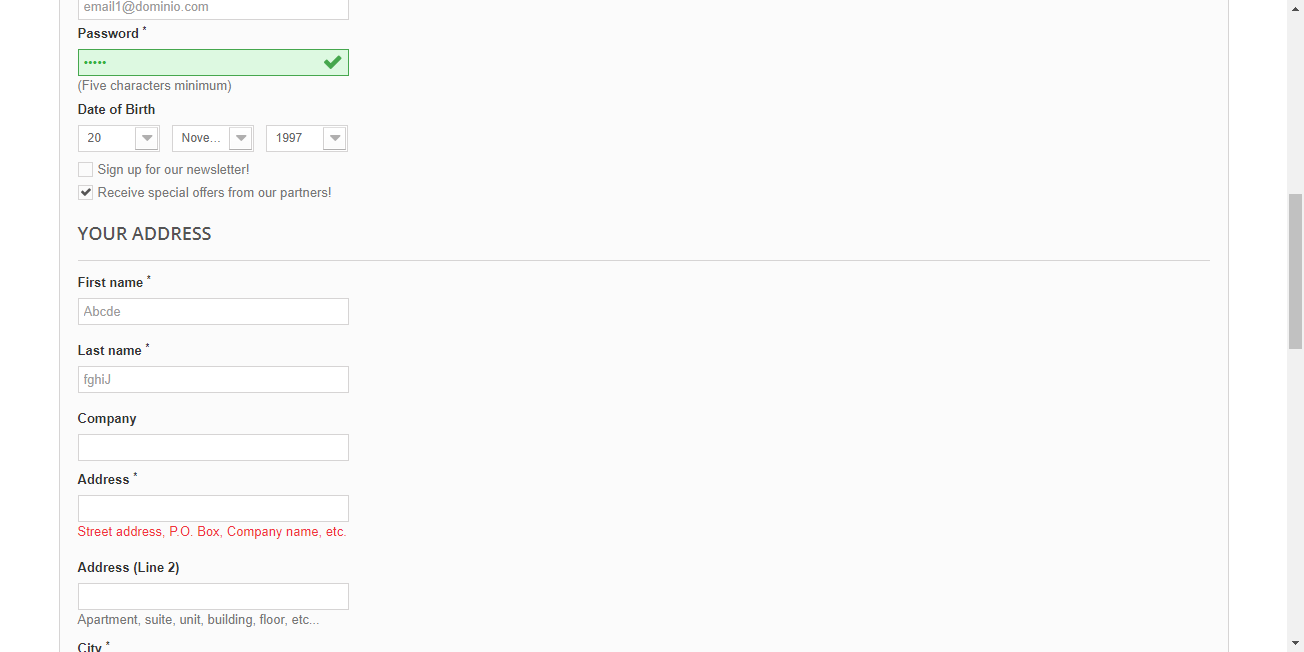 email1@dominio.com
Password *
•••••
(Five characters minimum)
Date of Birth
20 Nove... 1997
Sign up for our newsletter!
Receive special offers from our partners!
YOUR ADDRESS
First name *
Abcde
Last name *
fghiJ
Company
Address *
Street address, P.O. Box, Company name, etc.
Address (Line 2)
Apartment, suite, unit, building, floor, etc...
City *